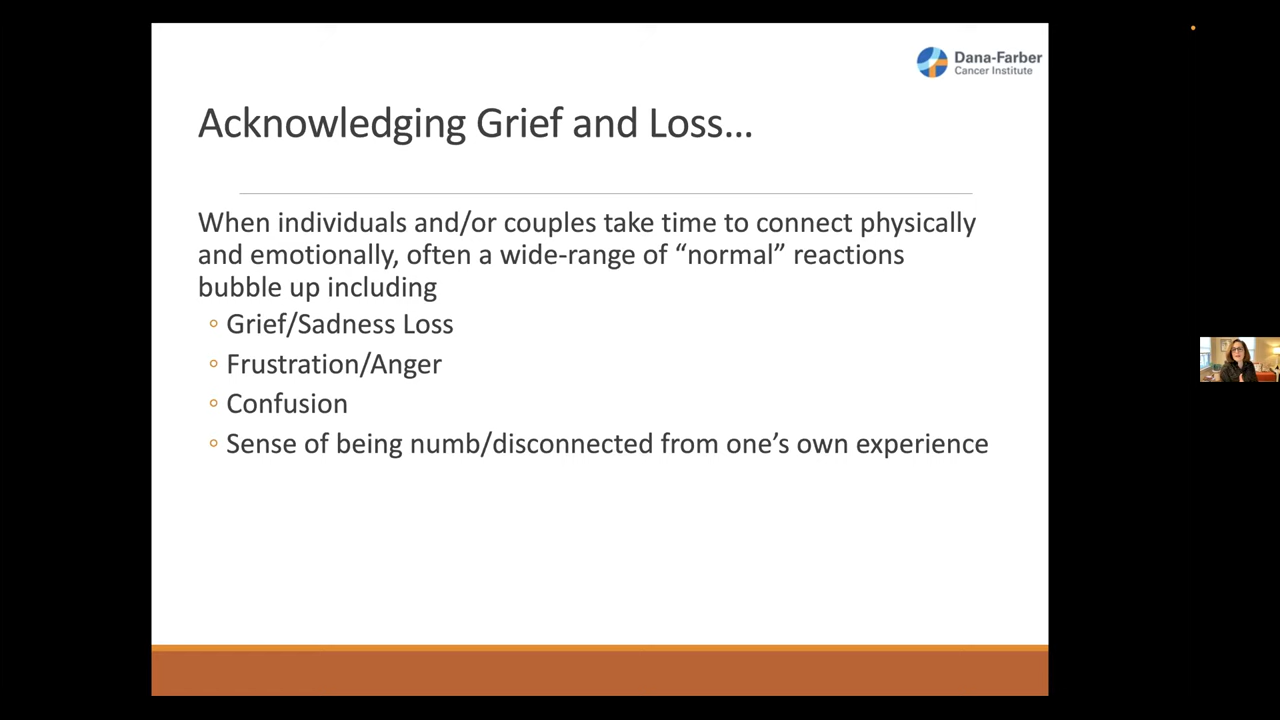 Dana-Farber
Cancer Institute
Acknowledging Grief and Loss...
When individuals and/or couples take time to connect physically
and emotionally, often a wide-range of “normal” reactions
bubble up including
◦ Grief/Sadness Loss
◦ Frustration/Anger
◦ Confusion
◦ Sense of being numb/disconnected from one’s own experience